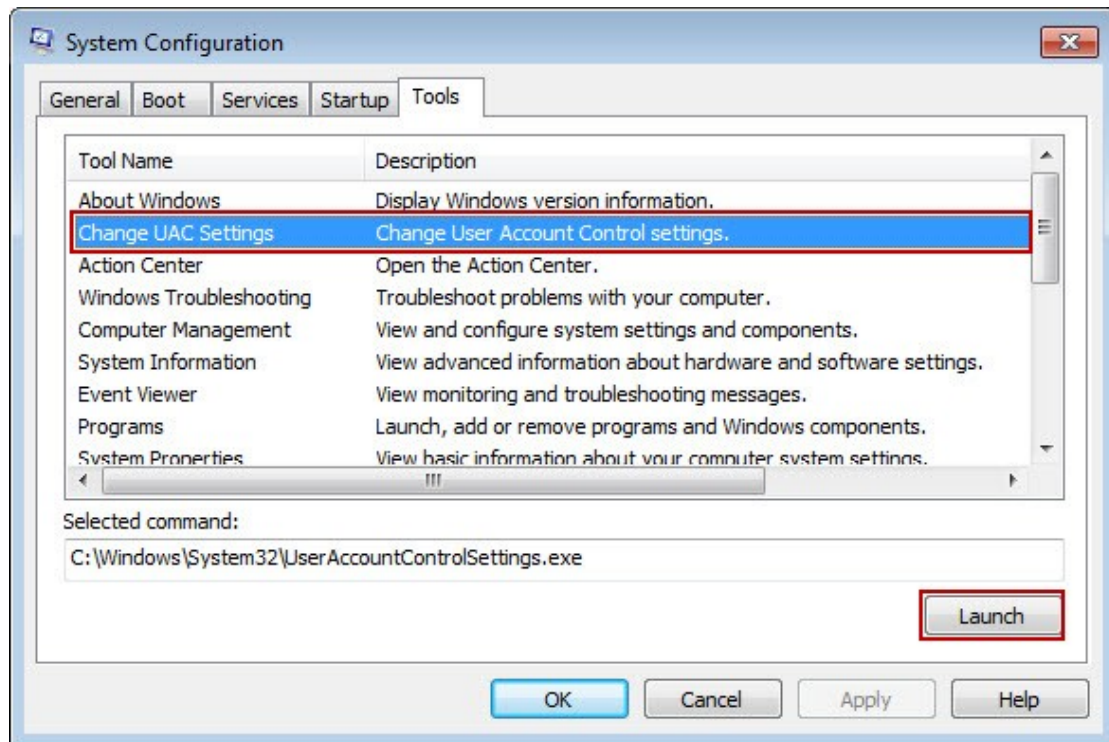 System Configuration
General Boot Services Startup Tools
Tool Name Description
About Windows Display Windows version information.
Change UAC Settings Change User Account Control settings.
Action Center Open the Action Center.
Windows Troubleshooting Troubleshoot problems with your computer.
Computer Management View and configure system settings and components.
System Information View advanced information about hardware and software settings.
Event Viewer View monitoring and troubleshooting messages.
Programs Launch, add or remove programs and Windows components.
System Properties View basic information about your computer system settings.
Selected command:
C:\Windows\System32\UserAccountControlSettings.exe
Launch
OK Cancel Apply Help